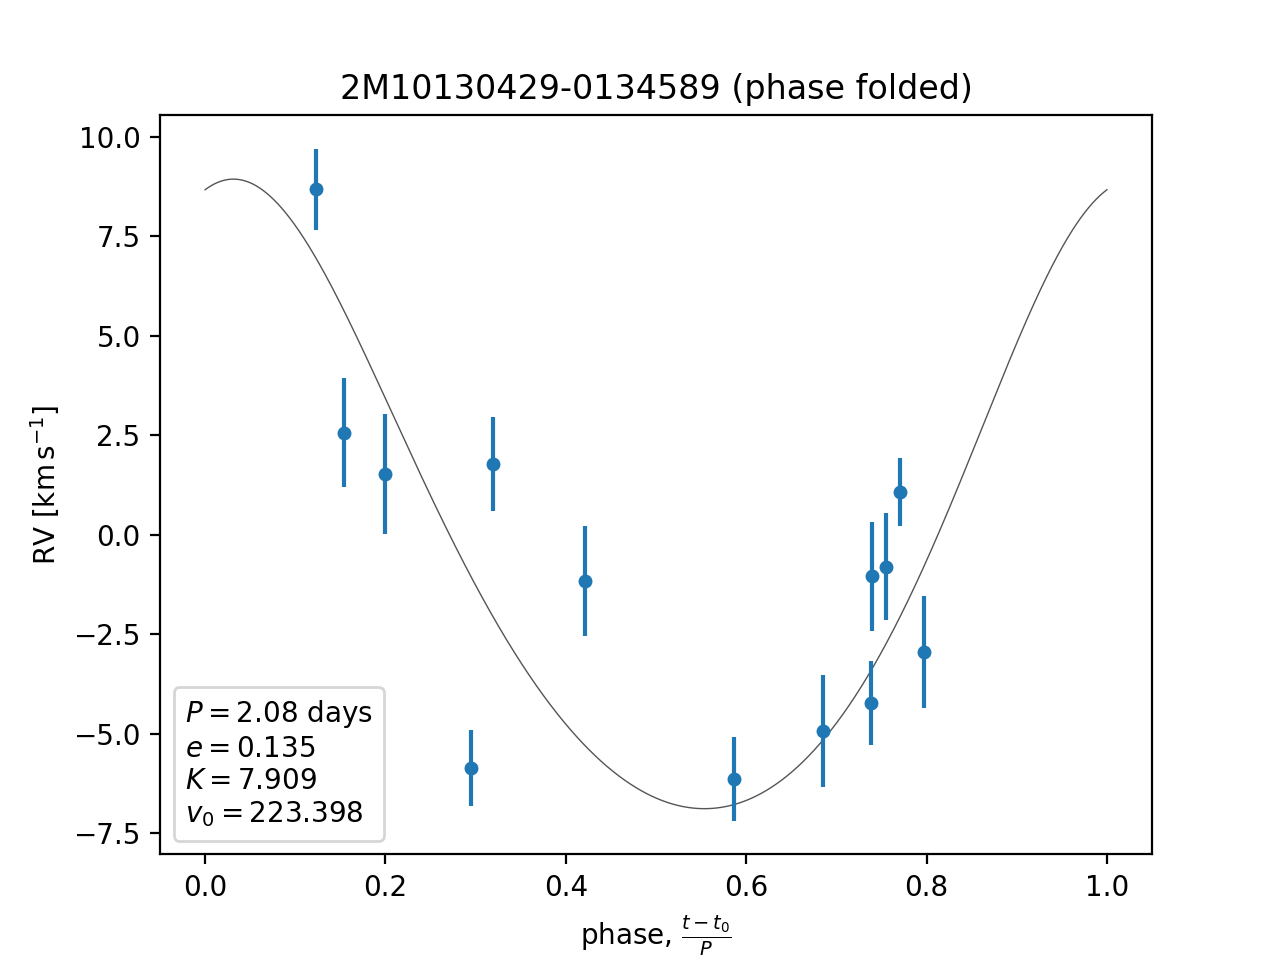 2M10130429-0134589 (phase folded)
RV [km s⁻¹]
10.0
7.5
5.0
2.5
0.0
−2.5
−5.0
−7.5
P = 2.08 days
e = 0.135
K = 7.909
v₀ = 223.398
0.0 0.2 0.4 0.6 0.8 1.0
phase, (t − t₀)/P